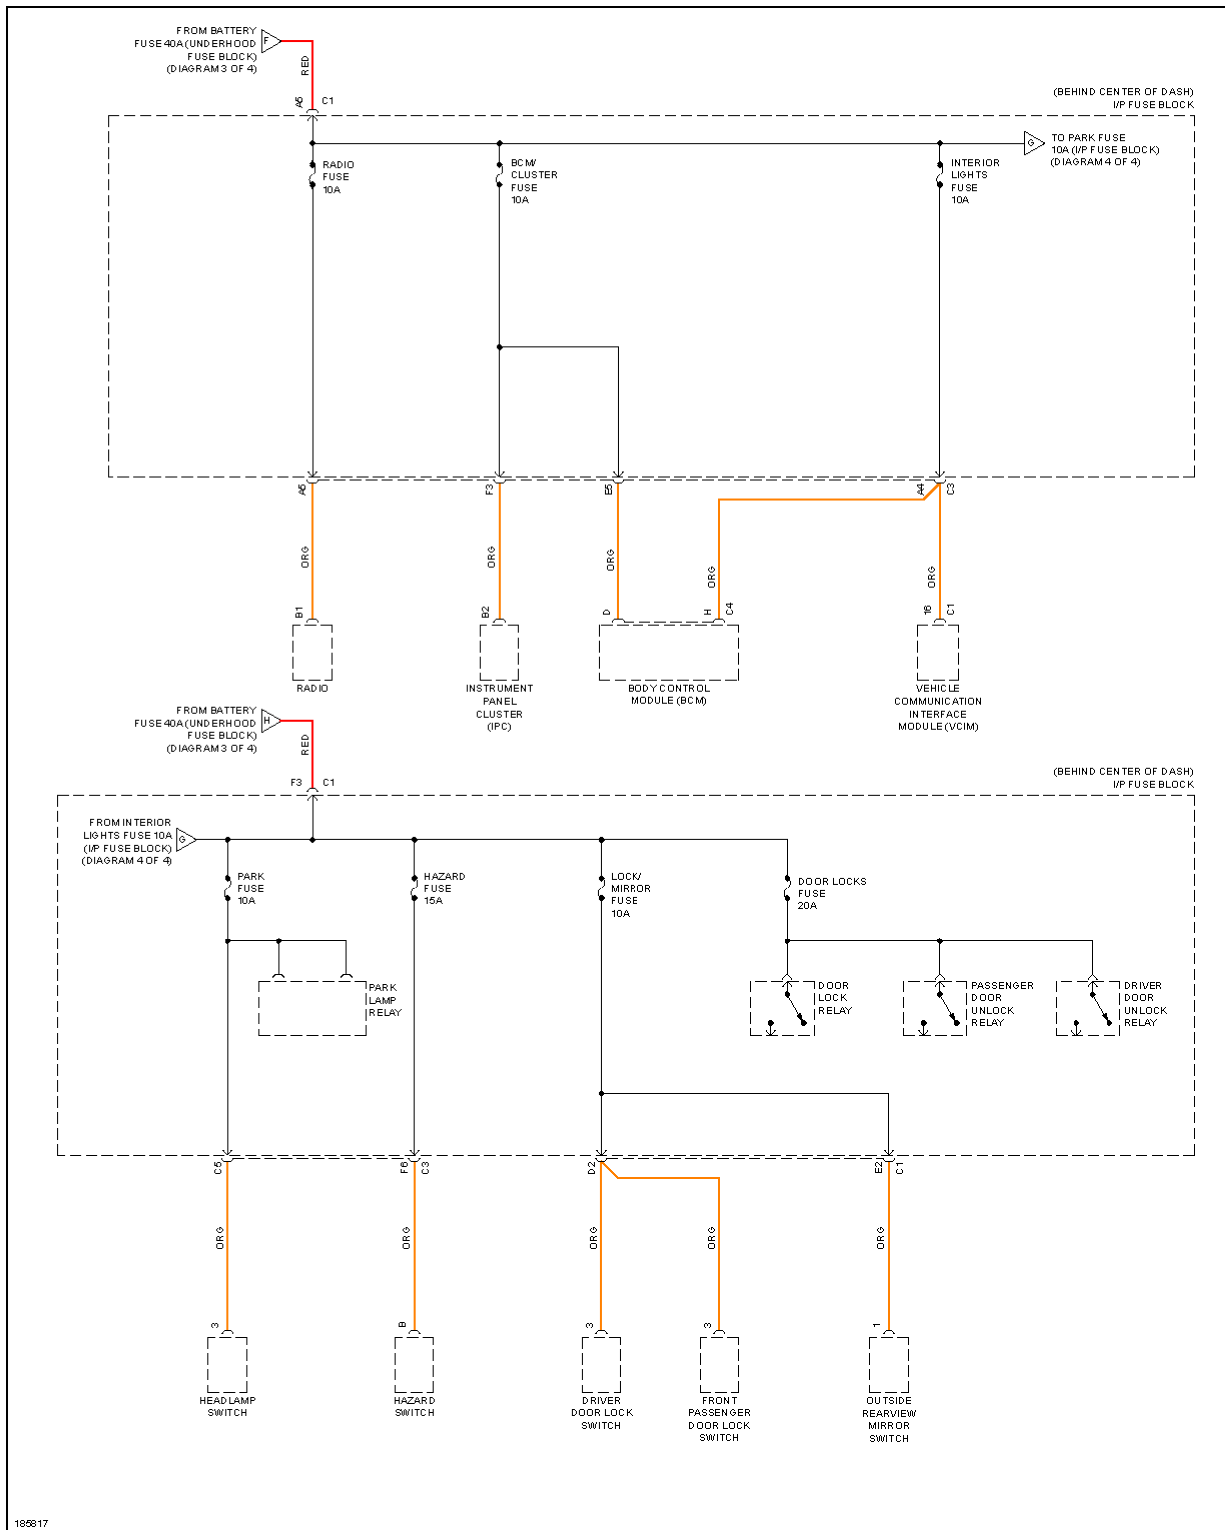 FROM BATTERY
FUSE 40A (UNDERHOOD
FUSE BLOCK)
(DIAGRAM 3 OF 4)
F
RED
A5
C1
(BEHIND CENTER OF DASH)
I/P FUSE BLOCK
RADIO
FUSE
10A
BCM/
CLUSTER
FUSE
10A
INTERIOR
LIGHTS
FUSE
10A
G
TO PARK FUSE
10A (I/P FUSE BLOCK)
(DIAGRAM 4 OF 4)
A5
F3
E5
A4
C3
ORG
ORG
ORG
ORG
ORG
B1
B2
D
H
C4
16
C1
RADIO
INSTRUMENT
PANEL
CLUSTER
(IPC)
BODY CONTROL
MODULE (BCM)
VEHICLE
COMMUNICATION
INTERFACE
MODULE (VCIM)
FROM BATTERY
FUSE 40A (UNDERHOOD
FUSE BLOCK)
(DIAGRAM 3 OF 4)
H
RED
F3
C1
(BEHIND CENTER OF DASH)
I/P FUSE BLOCK
FROM INTERIOR
LIGHTS FUSE 10A
(I/P FUSE BLOCK)
(DIAGRAM 4 OF 4)
G
PARK
FUSE
10A
HAZARD
FUSE
15A
LOCK/
MIRROR
FUSE
10A
DOOR LOCKS
FUSE
20A
PARK
LAMP
RELAY
DOOR
LOCK
RELAY
PASSENGER
DOOR
UNLOCK
RELAY
DRIVER
DOOR
UNLOCK
RELAY
C5
F6
C3
D2
E2
C1
ORG
ORG
ORG
ORG
ORG
3
B
3
3
1
HEADLAMP
SWITCH
HAZARD
SWITCH
DRIVER
DOOR LOCK
SWITCH
FRONT
PASSENGER
DOOR LOCK
SWITCH
OUTSIDE
REARVIEW
MIRROR
SWITCH
185817